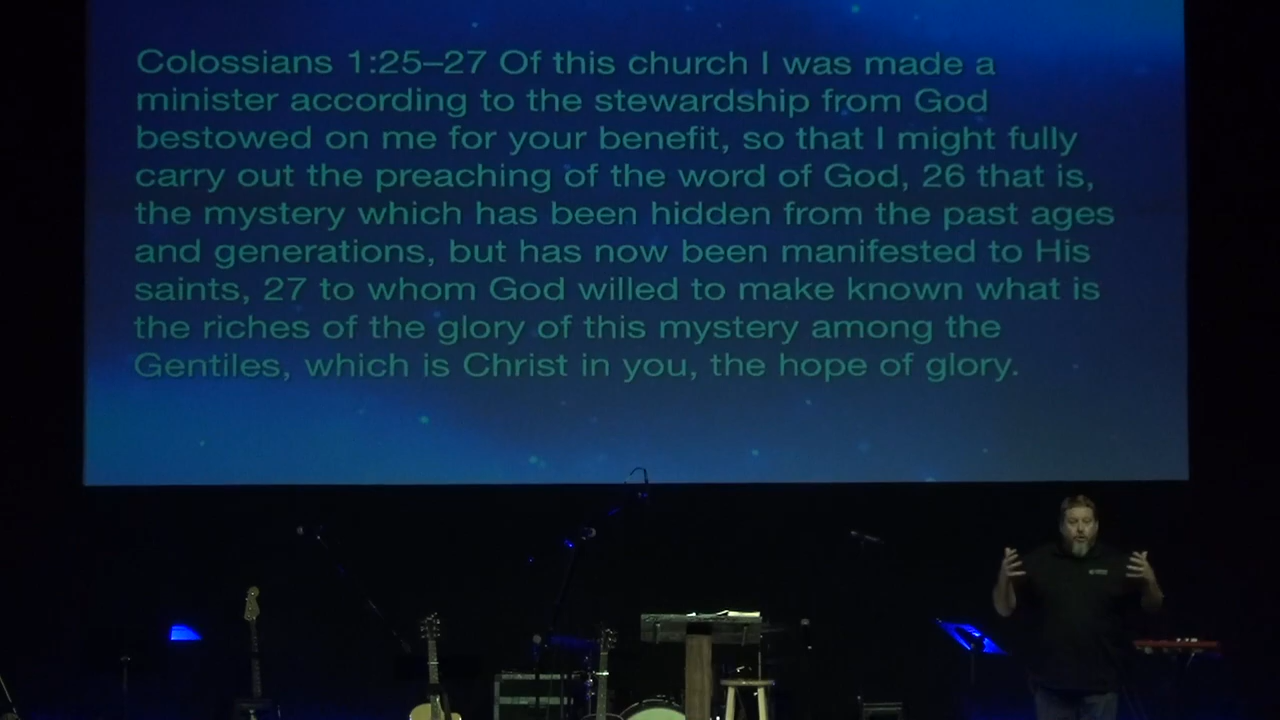 Colossians 1:25–27 Of this church I was made a
minister according to the stewardship from God
bestowed on me for your benefit, so that I might fully
carry out the preaching of the word of God, 26 that is,
the mystery which has been hidden from the past ages
and generations, but has now been manifested to His
saints, 27 to whom God willed to make known what is
the riches of the glory of this mystery among the
Gentiles, which is Christ in you, the hope of glory.